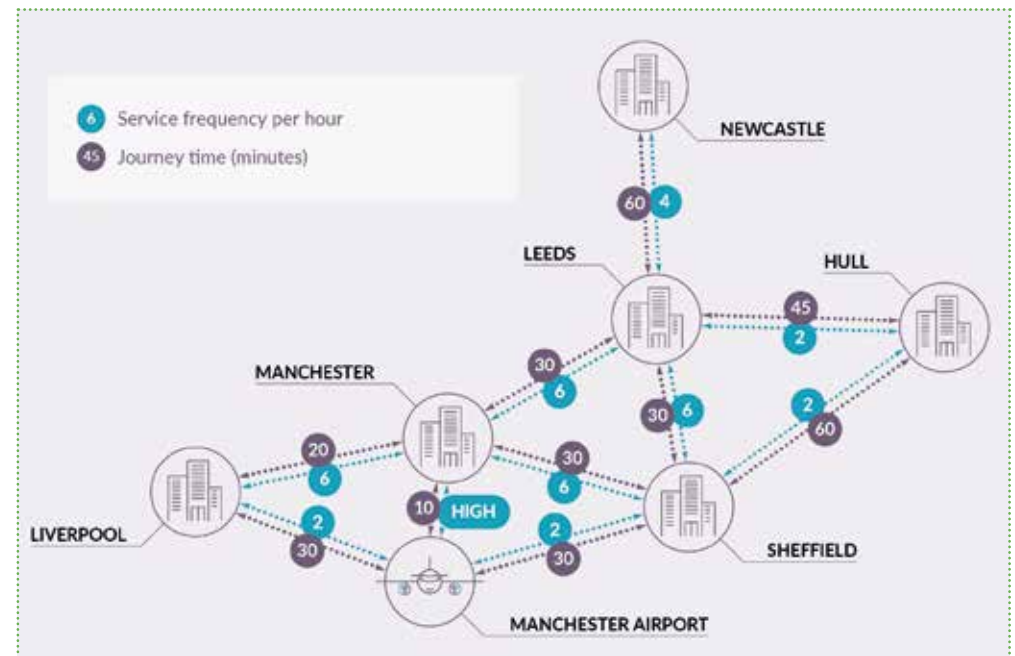 6 Service frequency per hour
45 Journey time (minutes)
NEWCASTLE
60 4
LEEDS
HULL
45
2
30
6
MANCHESTER
30 6
2
60
20
6
30
6
10 HIGH
LIVERPOOL
2
30
2
30
SHEFFIELD
MANCHESTER AIRPORT